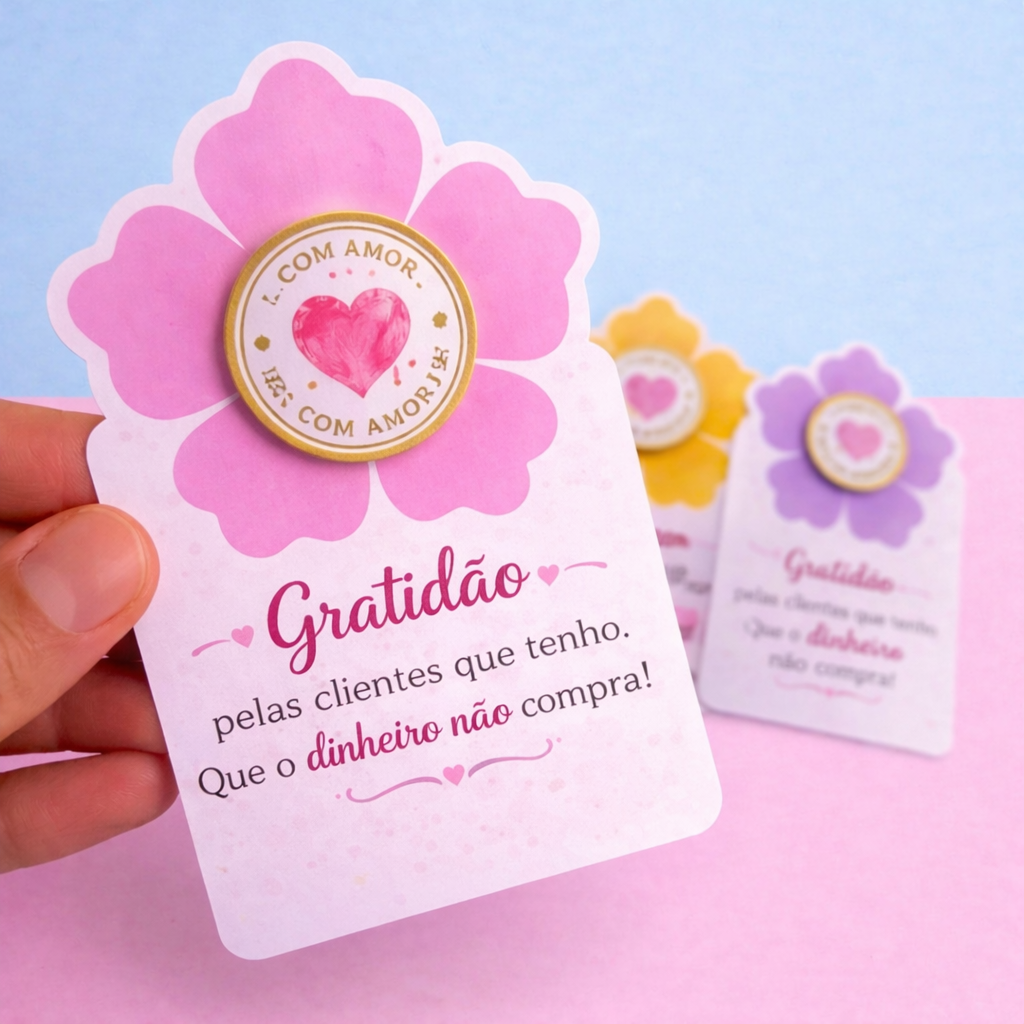 COM AMOR
COM AMOR
Gratidão
pelas clientes que tenho.
Que o dinheiro não compra!
Gratidão
pelas clientes que tenho.
Que o dinheiro
não compra!